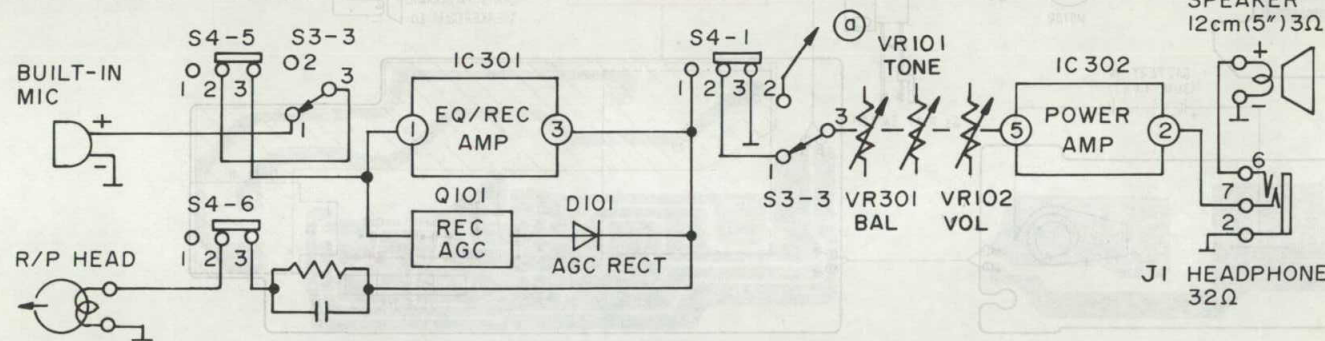 SPEAKER
12cm(5")3Ω
S4-5
S3-3
2
1 2 3
3
1
BUILT-IN
MIC
+
-
IC301
1
EQ/REC
AMP
3
S4-1
1 2 3
a
2
3
1
S3-3
VR101
TONE
VR301
BAL
VR102
VOL
IC302
5
POWER
AMP
2
+
-
6
7
2
J1 HEADPHONE
32Ω
Q101
REC
AGC
D101
AGC RECT
S4-6
1 2 3
R/P HEAD